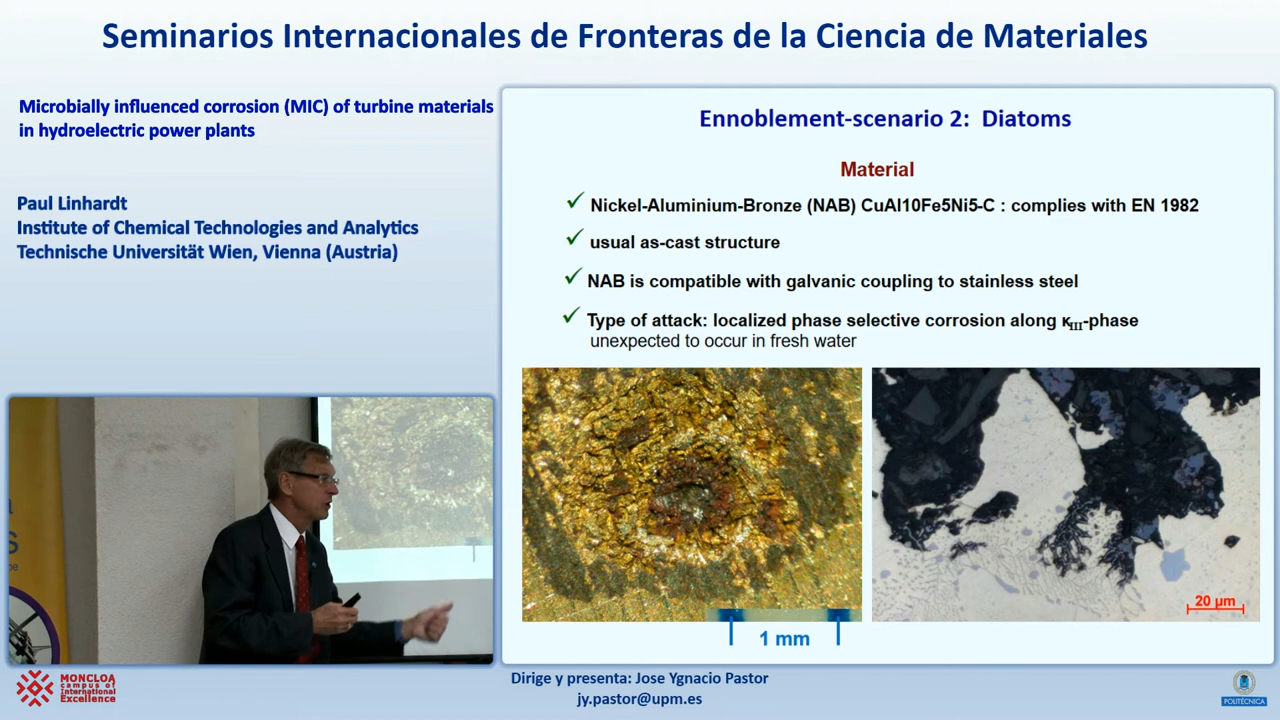 Seminarios Internacionales de Fronteras de la Ciencia de Materiales
Microbially influenced corrosion (MIC) of turbine materials
in hydroelectric power plants
Paul Linhardt
Institute of Chemical Technologies and Analytics
Technische Universität Wien, Vienna (Austria)
Ennoblement-scenario 2: Diatoms
Material
✓ Nickel-Aluminium-Bronze (NAB) CuAl10Fe5Ni5-C : complies with EN 1982
✓ usual as-cast structure
✓ NAB is compatible with galvanic coupling to stainless steel
✓ Type of attack: localized phase selective corrosion along κIII-phase
unexpected to occur in fresh water
1 mm
20 µm
MONCLOA
campus of
International
Excellence
Dirige y presenta: Jose Ygnacio Pastor
jy.pastor@upm.es
POLITÉCNICA